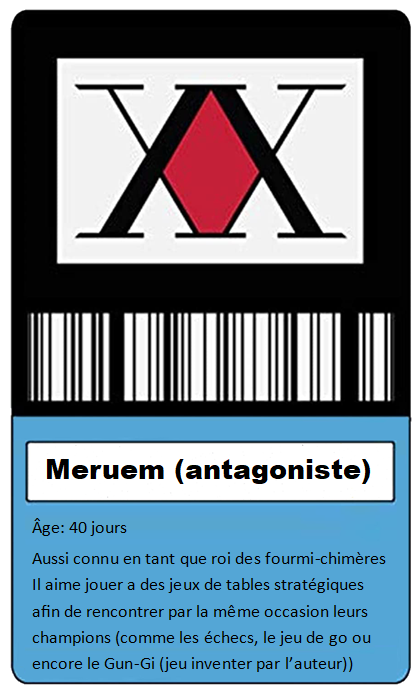 Meruem (antagoniste)
Âge: 40 jours
Aussi connu en tant que roi des fourmi-chimères
Il aime jouer a des jeux de tables stratégiques
afin de rencontrer par la même occasion leurs
champions (comme les échecs, le jeu de go ou
encore le Gun-Gi (jeu inventer par l’auteur))